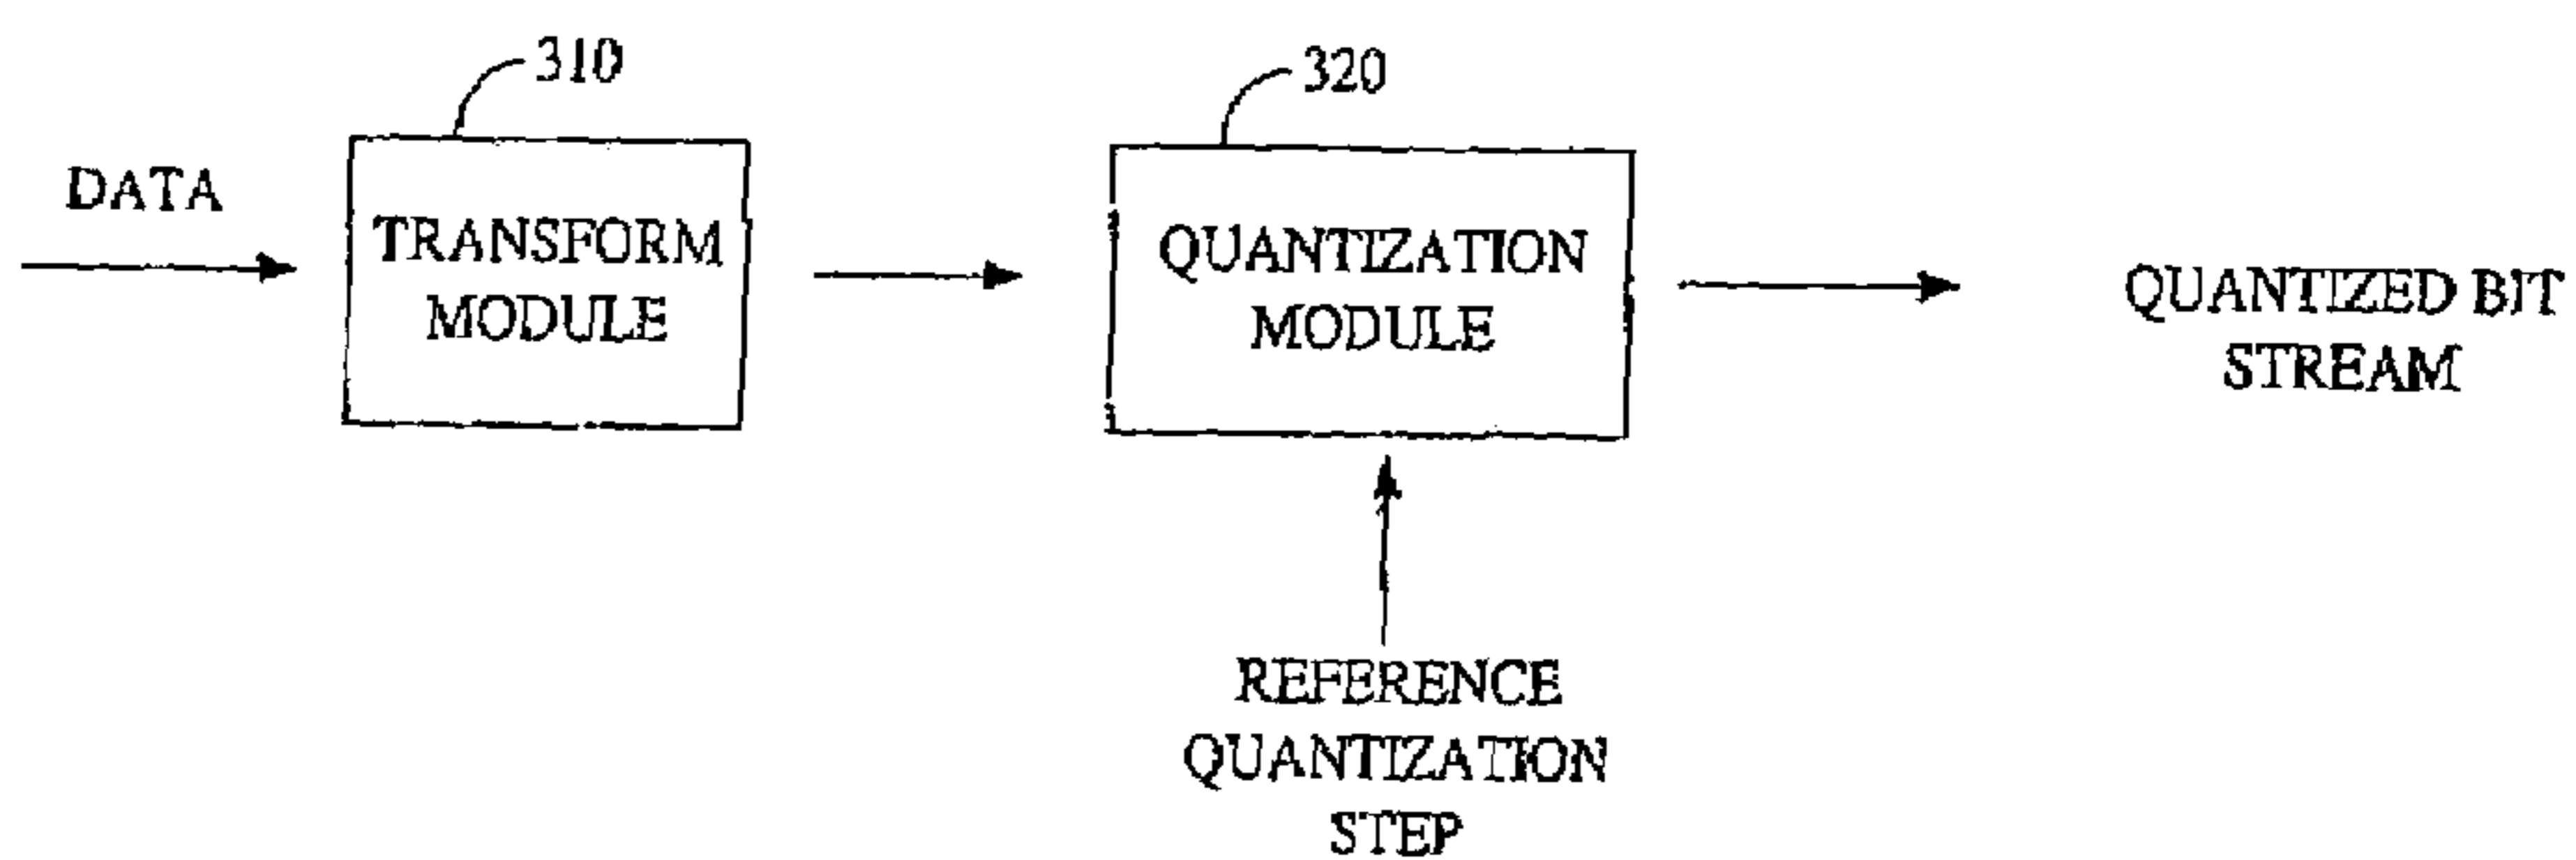 310
320
DATA
TRANSFORM
MODULE
QUANTIZATION
MODULE
QUANTIZED BIT
STREAM
REFERENCE
QUANTIZATION
STEP